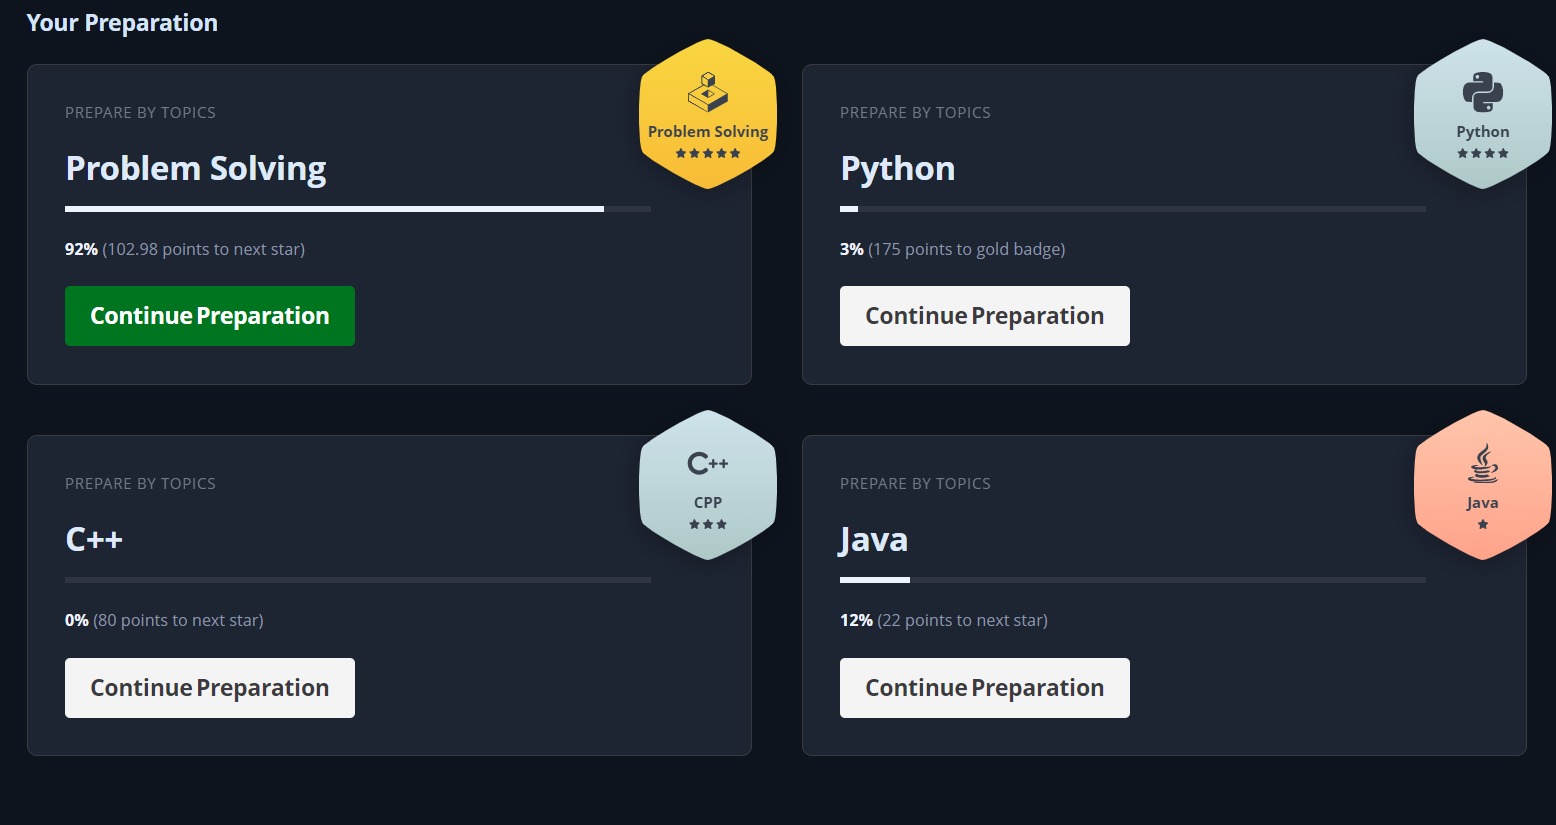 Your Preparation
PREPARE BY TOPICS
Problem Solving
92% (102.98 points to next star)
Continue Preparation
Problem Solving
PREPARE BY TOPICS
Python
3% (175 points to gold badge)
Continue Preparation
Python
PREPARE BY TOPICS
C++
0% (80 points to next star)
Continue Preparation
C++
CPP
PREPARE BY TOPICS
Java
12% (22 points to next star)
Continue Preparation
Java